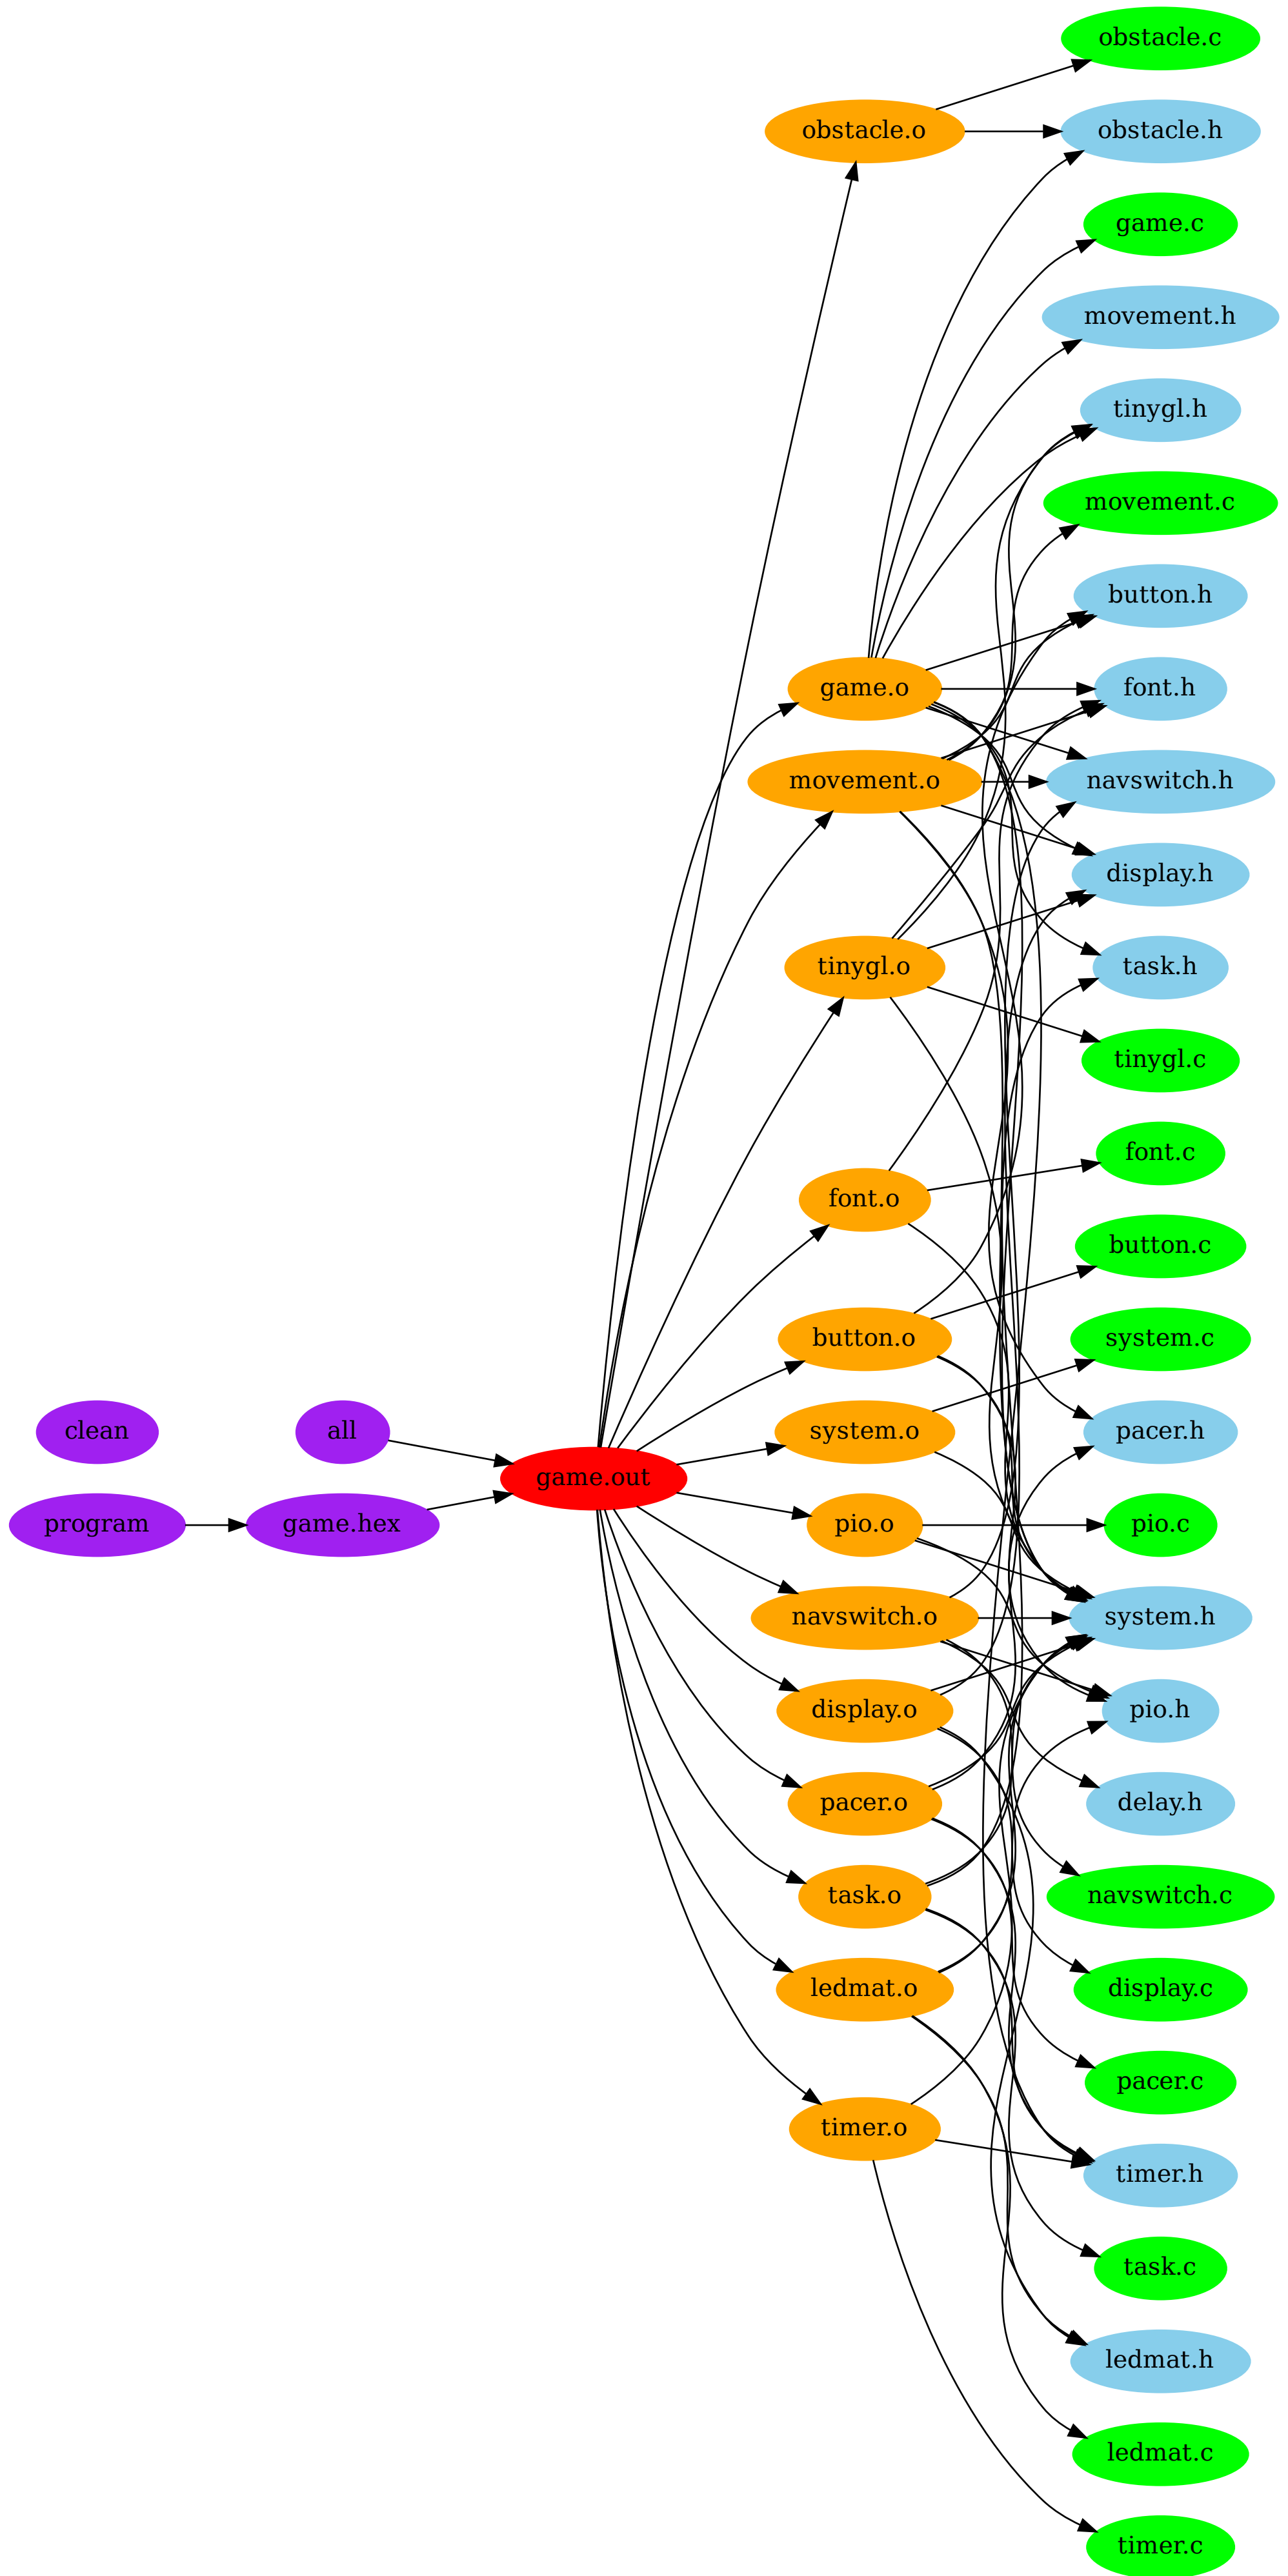 clean
program
all
game.hex
game.out
obstacle.o
game.o
movement.o
tinygl.o
font.o
button.o
system.o
pio.o
navswitch.o
display.o
pacer.o
task.o
ledmat.o
timer.o
obstacle.c
obstacle.h
game.c
movement.h
tinygl.h
movement.c
button.h
font.h
navswitch.h
display.h
task.h
tinygl.c
font.c
button.c
system.c
pacer.h
pio.c
system.h
pio.h
delay.h
navswitch.c
display.c
pacer.c
timer.h
task.c
ledmat.h
ledmat.c
timer.c